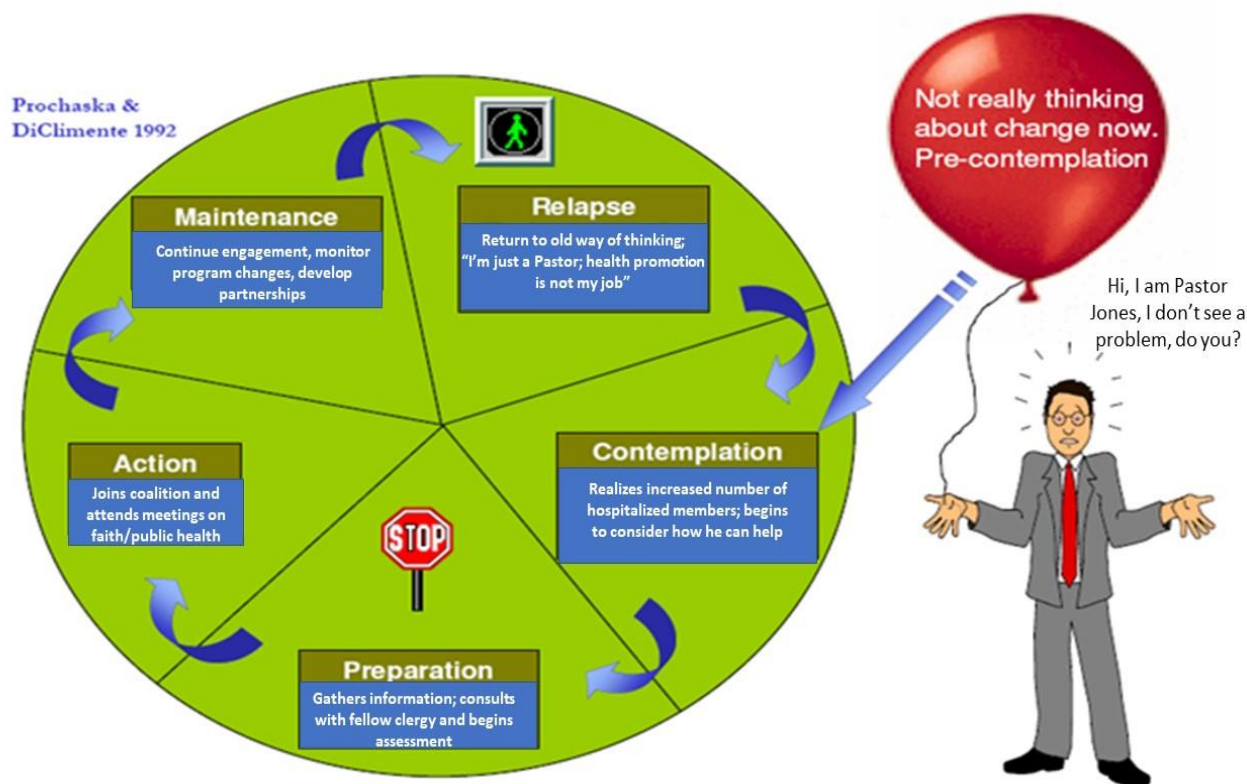 Prochaska &
DiClimente 1992
Not really thinking
about change now.
Pre-contemplation
Hi, I am Pastor
Jones, I don't see a
problem, do you?
Maintenance
Continue engagement, monitor
program changes, develop
partnerships
Relapse
Return to old way of thinking;
“I'm just a Pastor; health promotion
is not my job”
Contemplation
Realizes increased number of
hospitalized members; begins
to consider how he can help
Action
Joins coalition and
attends meetings on
faith/public health
STOP
Preparation
Gathers information; consults
with fellow clergy and begins
assessment